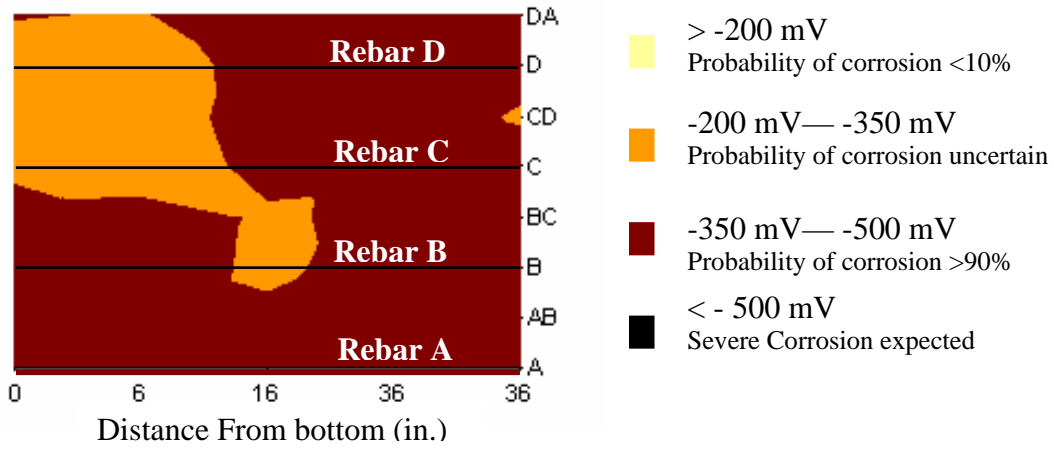 DA
Rebar D
D
CD
Rebar C
C
BC
Rebar B
B
AB
Rebar A
A
0 6 16 36 36
Distance From bottom (in.)
> -200 mV
Probability of corrosion <10%
-200 mV— -350 mV
Probability of corrosion uncertain
-350 mV— -500 mV
Probability of corrosion >90%
< - 500 mV
Severe Corrosion expected